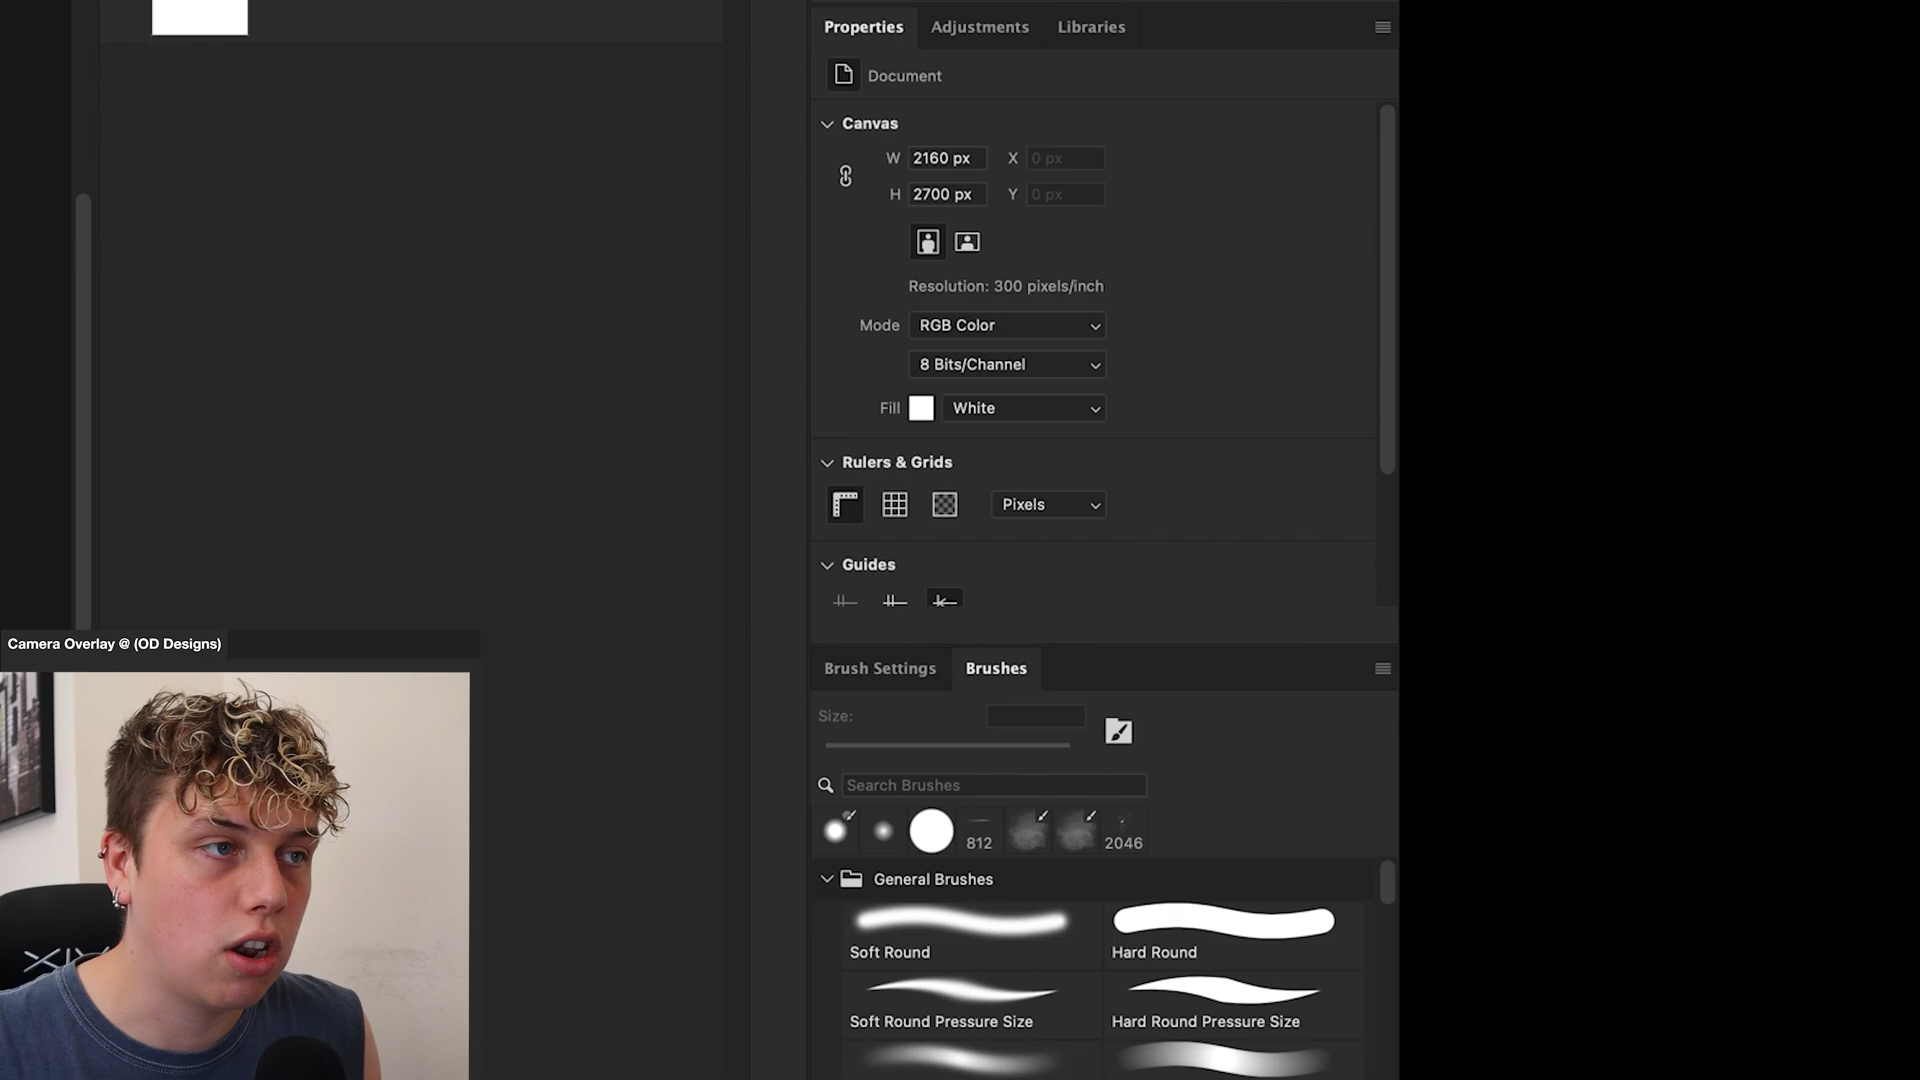 Properties Adjustments Libraries
Document
Canvas
W 2160 px X 0 px
H 2700 px Y 0 px
Resolution: 300 pixels/inch
Mode RGB Color
8 Bits/Channel
Fill White
Rulers & Grids
Pixels
Guides
Camera Overlay @ (OD Designs)
Brush Settings Brushes
Size:
Search Brushes
812 2046
General Brushes
Soft Round Hard Round
Soft Round Pressure Size Hard Round Pressure Size